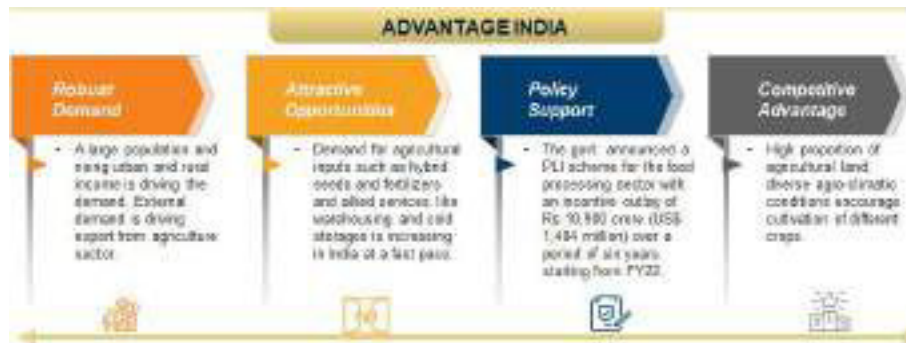 ADVANTAGE INDIA
Robust
Demand
• A large population and
rising urban and rural
income is driving the
demand. External
demand is driving
export from agriculture
sector.
Attractive
Opportunities
• Demand for agricultural
inputs such as hybrid
seeds and fertilizers
and allied services like
warehousing and cold
storages is increasing
in India at a fast pace.
Policy
Support
• The govt. announced a
PLI scheme for the food
processing sector with
an incentive outlay of
Rs 10,900 crore (US$
1,484 million) over a
period of six years
starting from FY22.
Competitive
Advantage
• High proportion of
agricultural land,
diverse agro-climatic
conditions encourage
cultivation of different
crops.